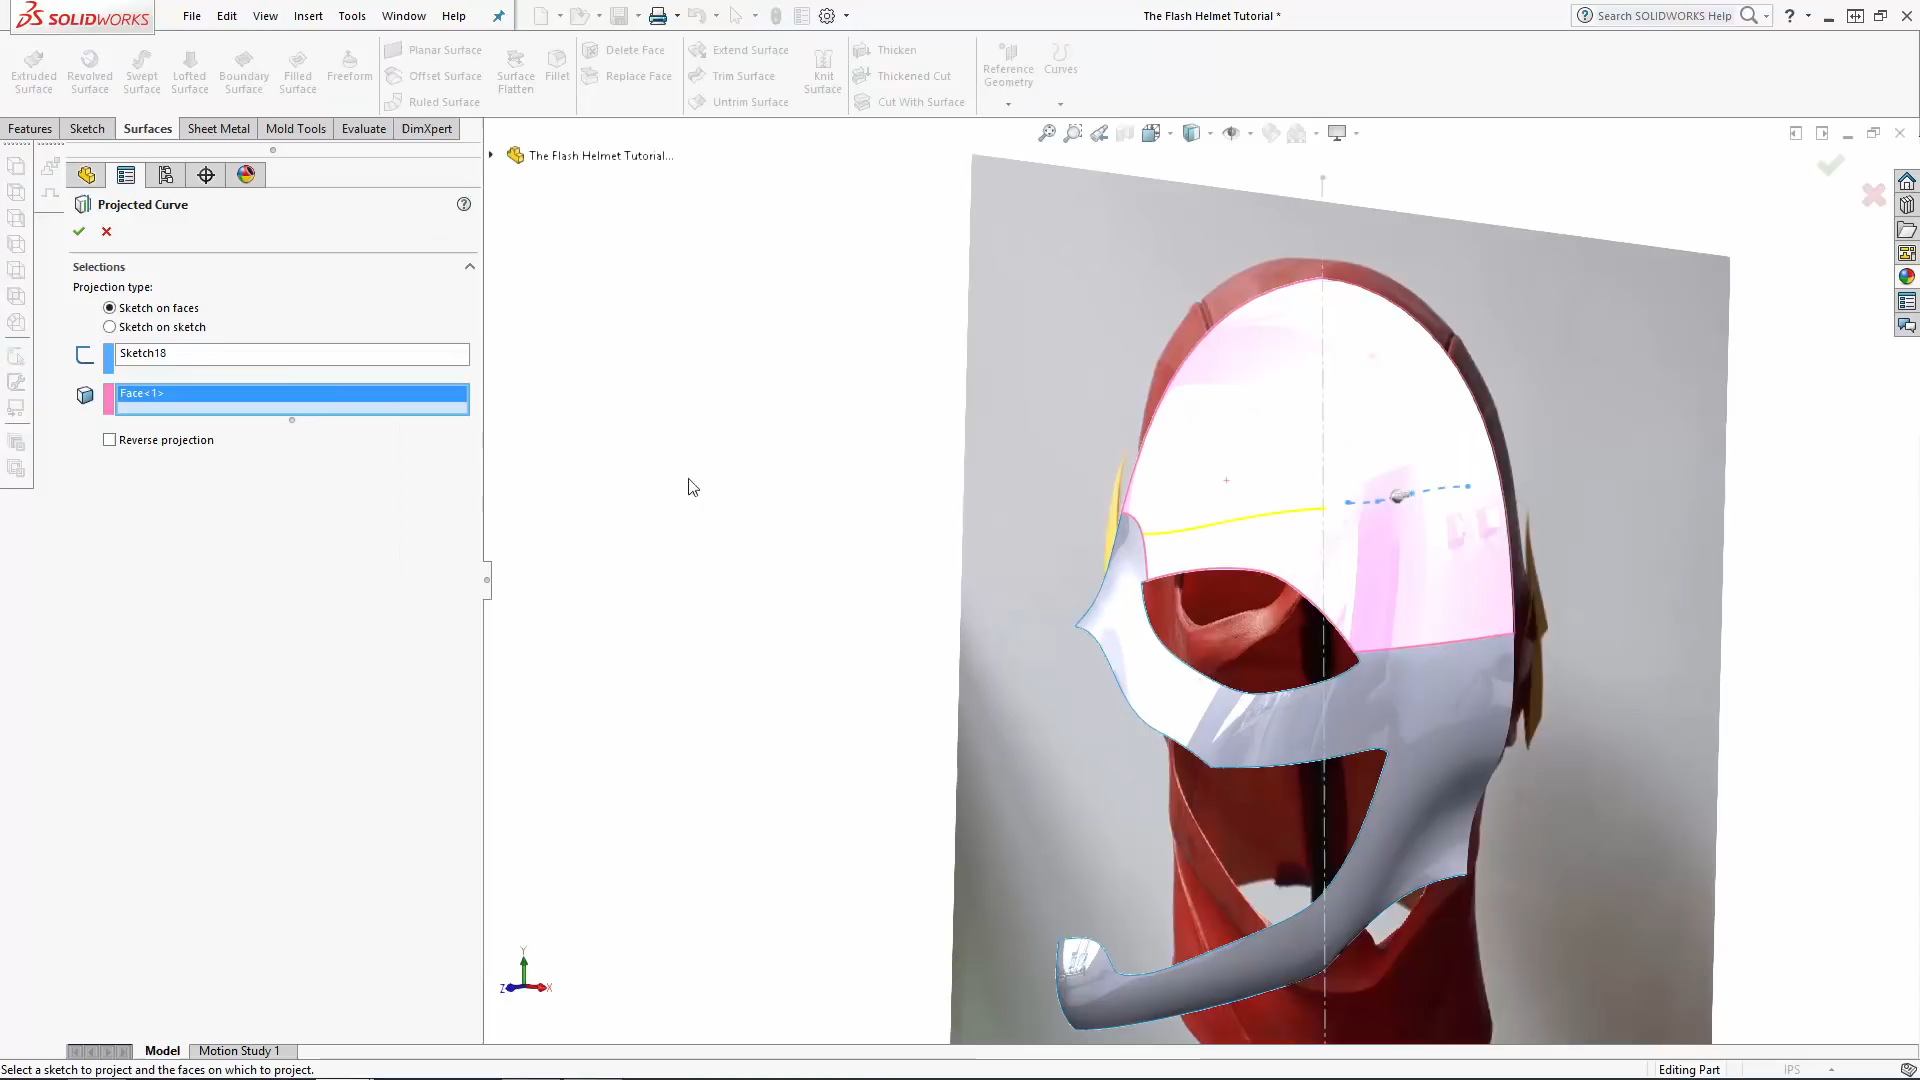 SOLIDWORKS File Edit View Insert Tools Window Help The Flash Helmet Tutorial * Search SOLIDWORKS Help ?
Extruded Surface
Revolved Surface
Swept Surface
Lofted Surface
Boundary Surface
Filled Surface
Freeform
Planar Surface
Offset Surface
Ruled Surface
Surface Flatten
Fillet
Delete Face
Replace Face
Extend Surface
Trim Surface
Untrim Surface
Knit Surface
Thicken
Thickened Cut
Cut With Surface
Reference Geometry
Curves
Features Sketch Surfaces Sheet Metal Mold Tools Evaluate DimXpert
The Flash Helmet Tutorial...
Projected Curve ?
Selections
Projection type:
Sketch on faces
Sketch on sketch
Sketch18
Face<1>
Reverse projection
Y
Z X
Model Motion Study 1
Select a sketch to project and the faces on which to project. Editing Part IPS